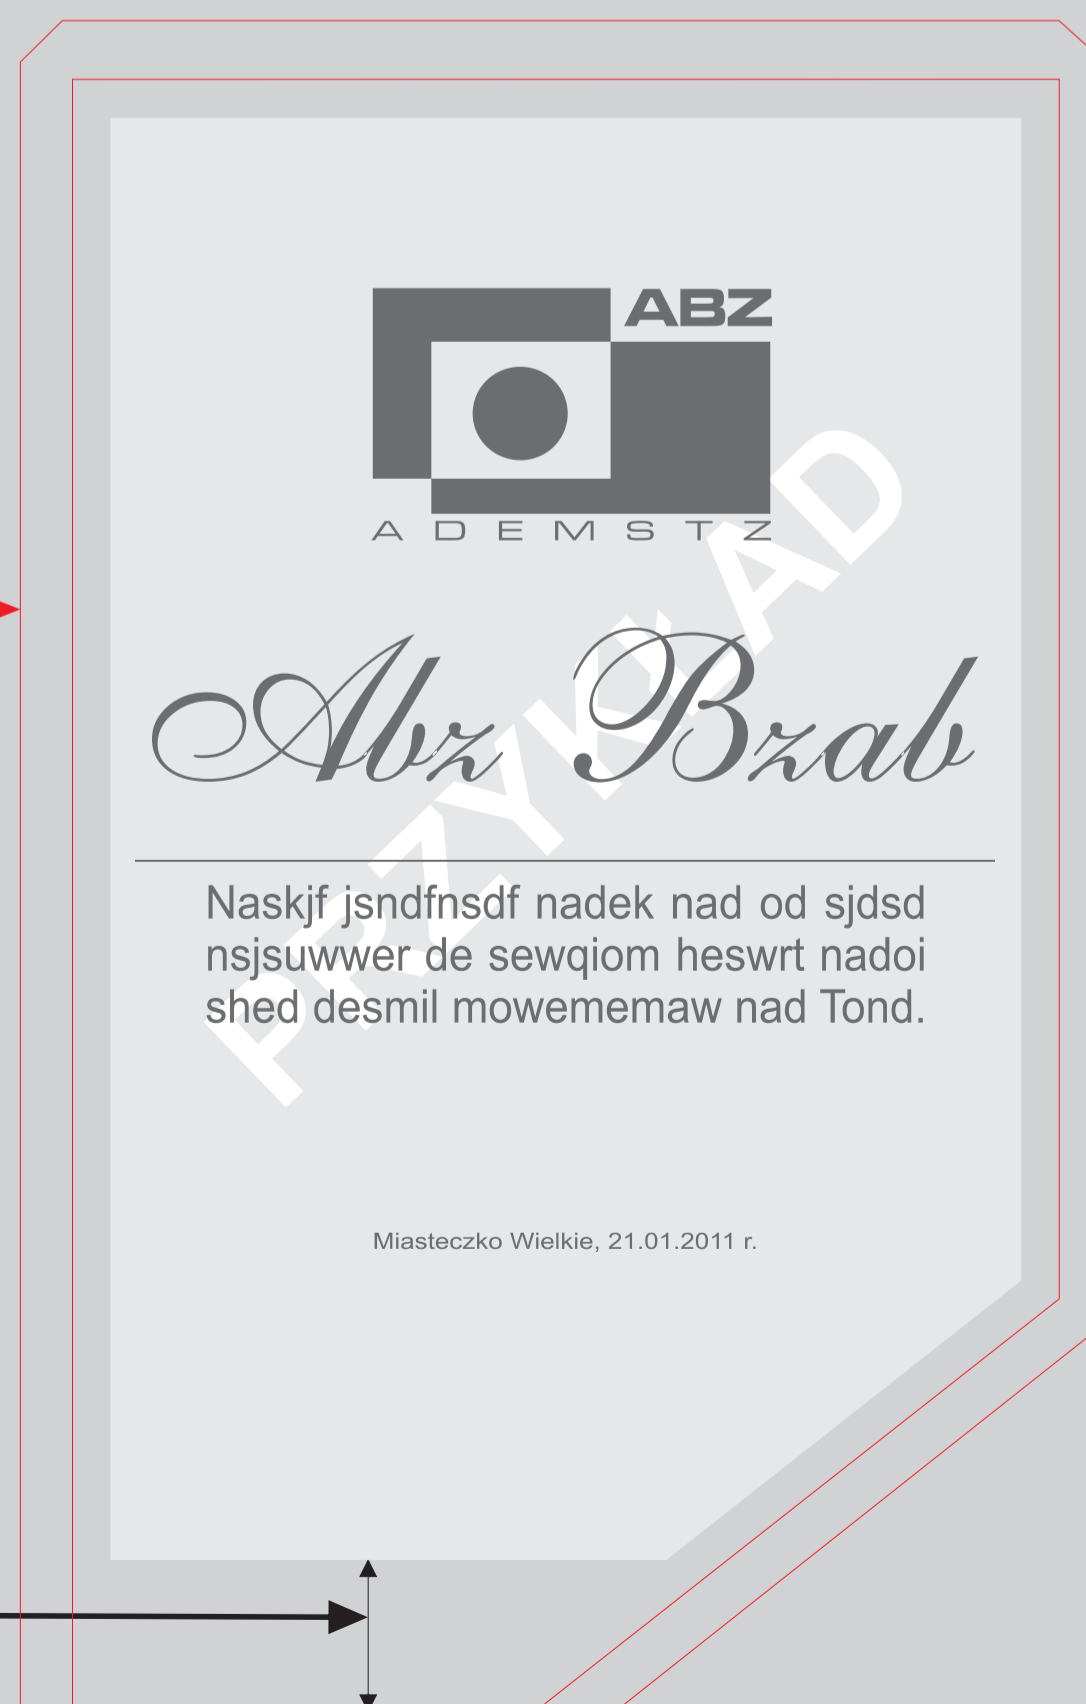 ABZ
ADEMSTZ
Abz Bzab
Naskjf jsndfnsdf nadek nad od sjdsd
nsjsuwwer de sewqiom heswrt nadoi
shed desmil mowememaw nad Tond.
PRZYKŁAD
Miasteczko Wielkie, 21.01.2011 r.